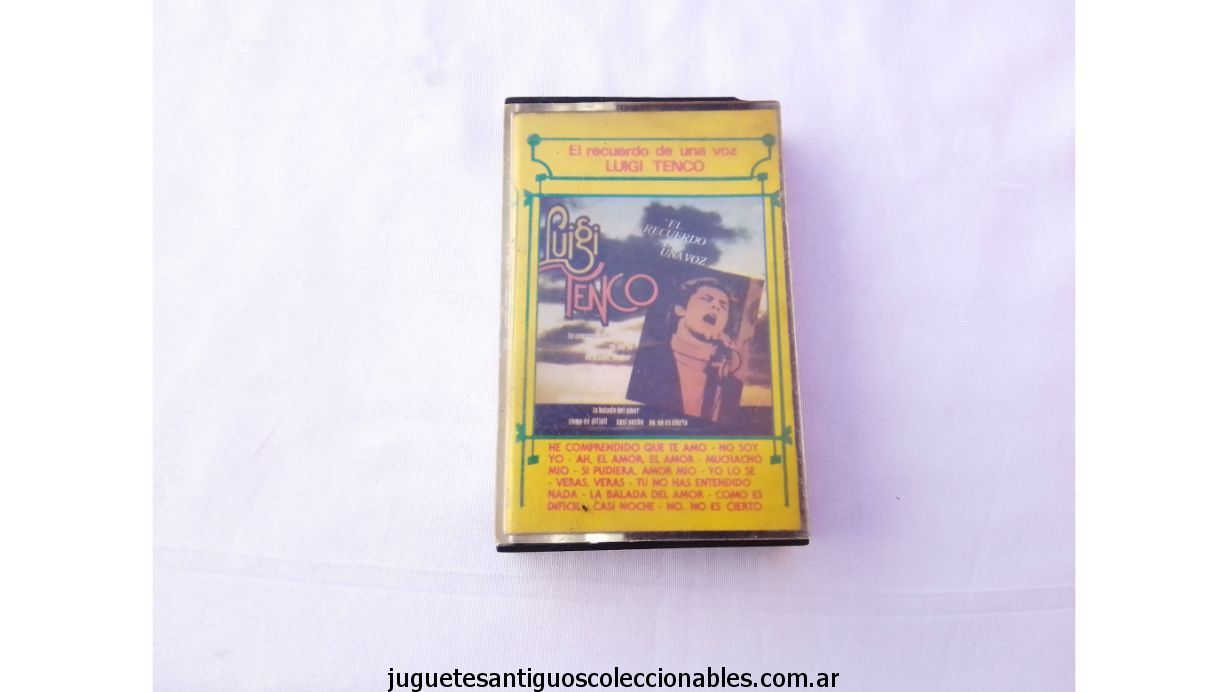 El recuerdo de una voz
LUIGI TENCO
Luigi
TENCO
EL
RECUERDO
UNA VOZ
la balada del amor
como es dificil casi noche no, no es cierto
HE COMPRENDIDO QUE TE AMO - NO SOY
YO - AH, EL AMOR, EL AMOR - MUCHACHO
MIO - SI PUDIERA, AMOR MIO - YO LO SE
- VERAS, VERAS - TU NO HAS ENTENDIDO
NADA - LA BALADA DEL AMOR - COMO ES
DIFICIL, CASI NOCHE - NO, NO ES CIERTO
juguetesantiguoscoleccionables.com.ar